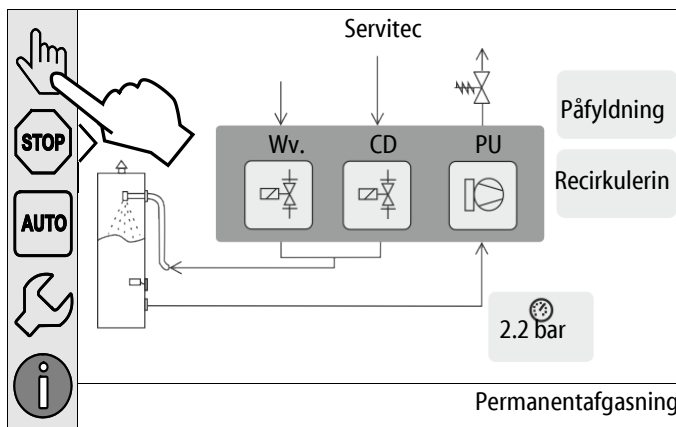 Servitec
STOP
AUTO
Wv. CD PU
Påfyldning
Recirkulerin
2.2 bar
Permanentafgasning
i